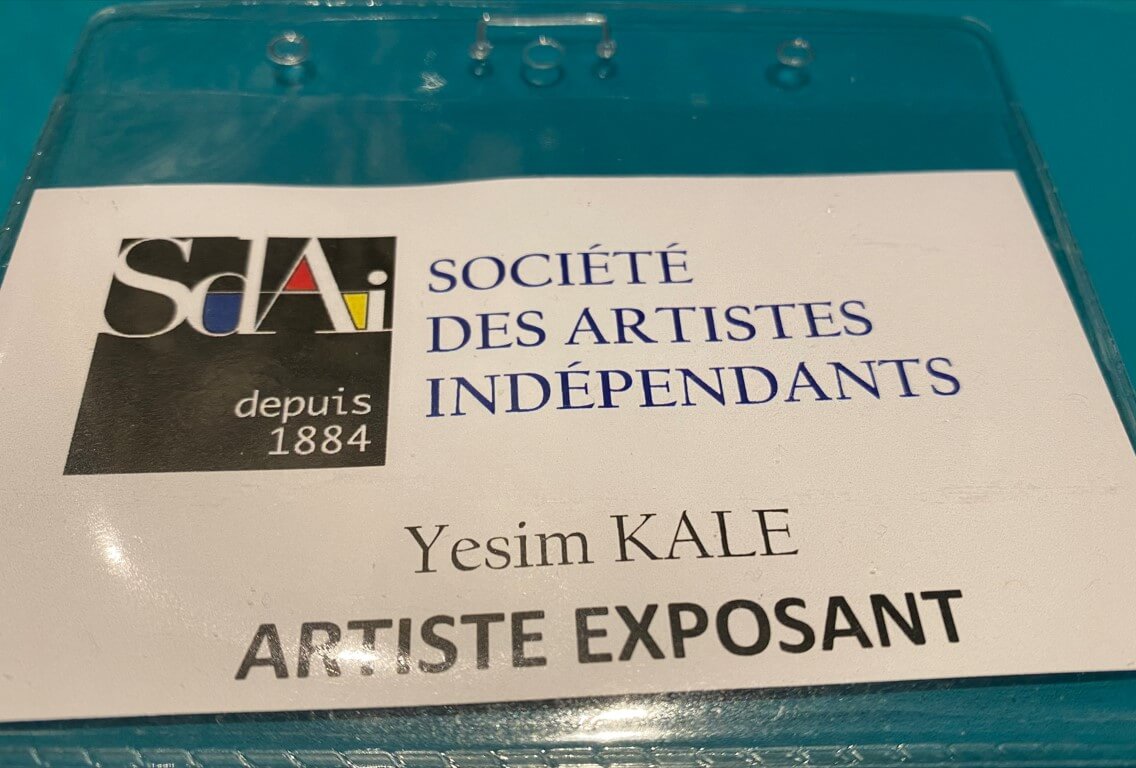 SdAi
depuis
1884
SOCIÉTÉ
DES ARTISTES
INDÉPENDANTS
Yesim KALE
ARTISTE EXPOSANT